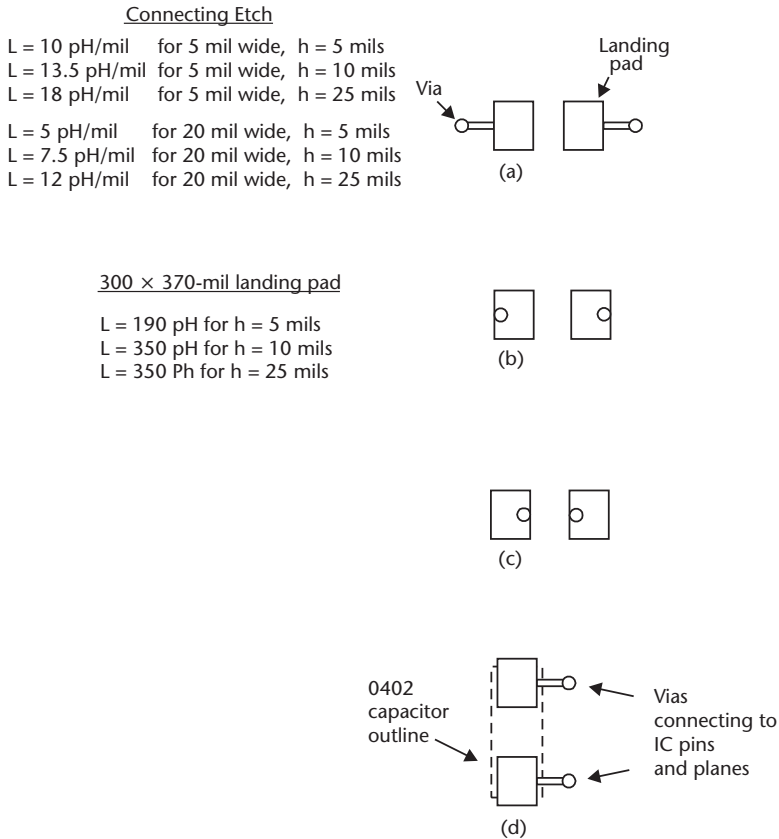 Connecting Etch
L = 10 pH/mil for 5 mil wide, h = 5 mils
L = 13.5 pH/mil for 5 mil wide, h = 10 mils
L = 18 pH/mil for 5 mil wide, h = 25 mils
L = 5 pH/mil for 20 mil wide, h = 5 mils
L = 7.5 pH/mil for 20 mil wide, h = 10 mils
L = 12 pH/mil for 20 mil wide, h = 25 mils
Via
Landing
pad
(a)
300 × 370-mil landing pad
L = 190 pH for h = 5 mils
L = 350 pH for h = 10 mils
L = 350 Ph for h = 25 mils
(b)
(c)
0402
capacitor
outline
Vias
connecting to
IC pins
and planes
(d)